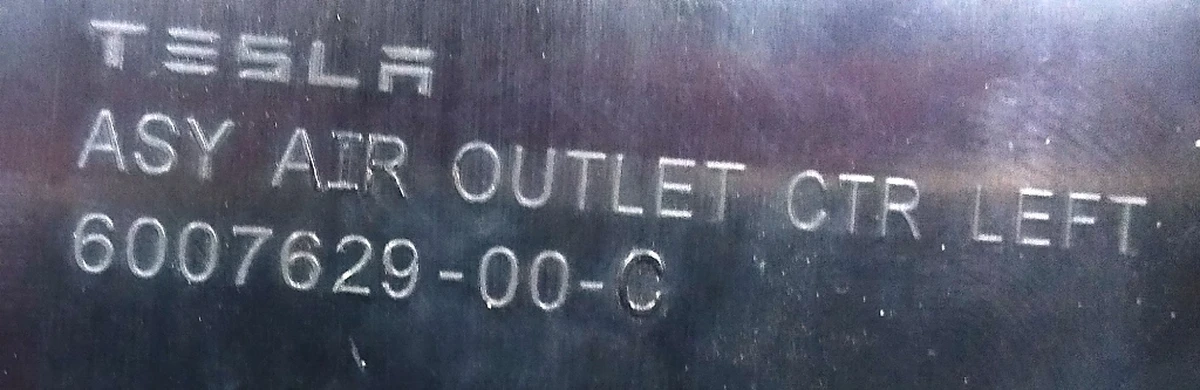 TESLA
ASY AIR OUTLET CTR LEFT
6007629-00-C